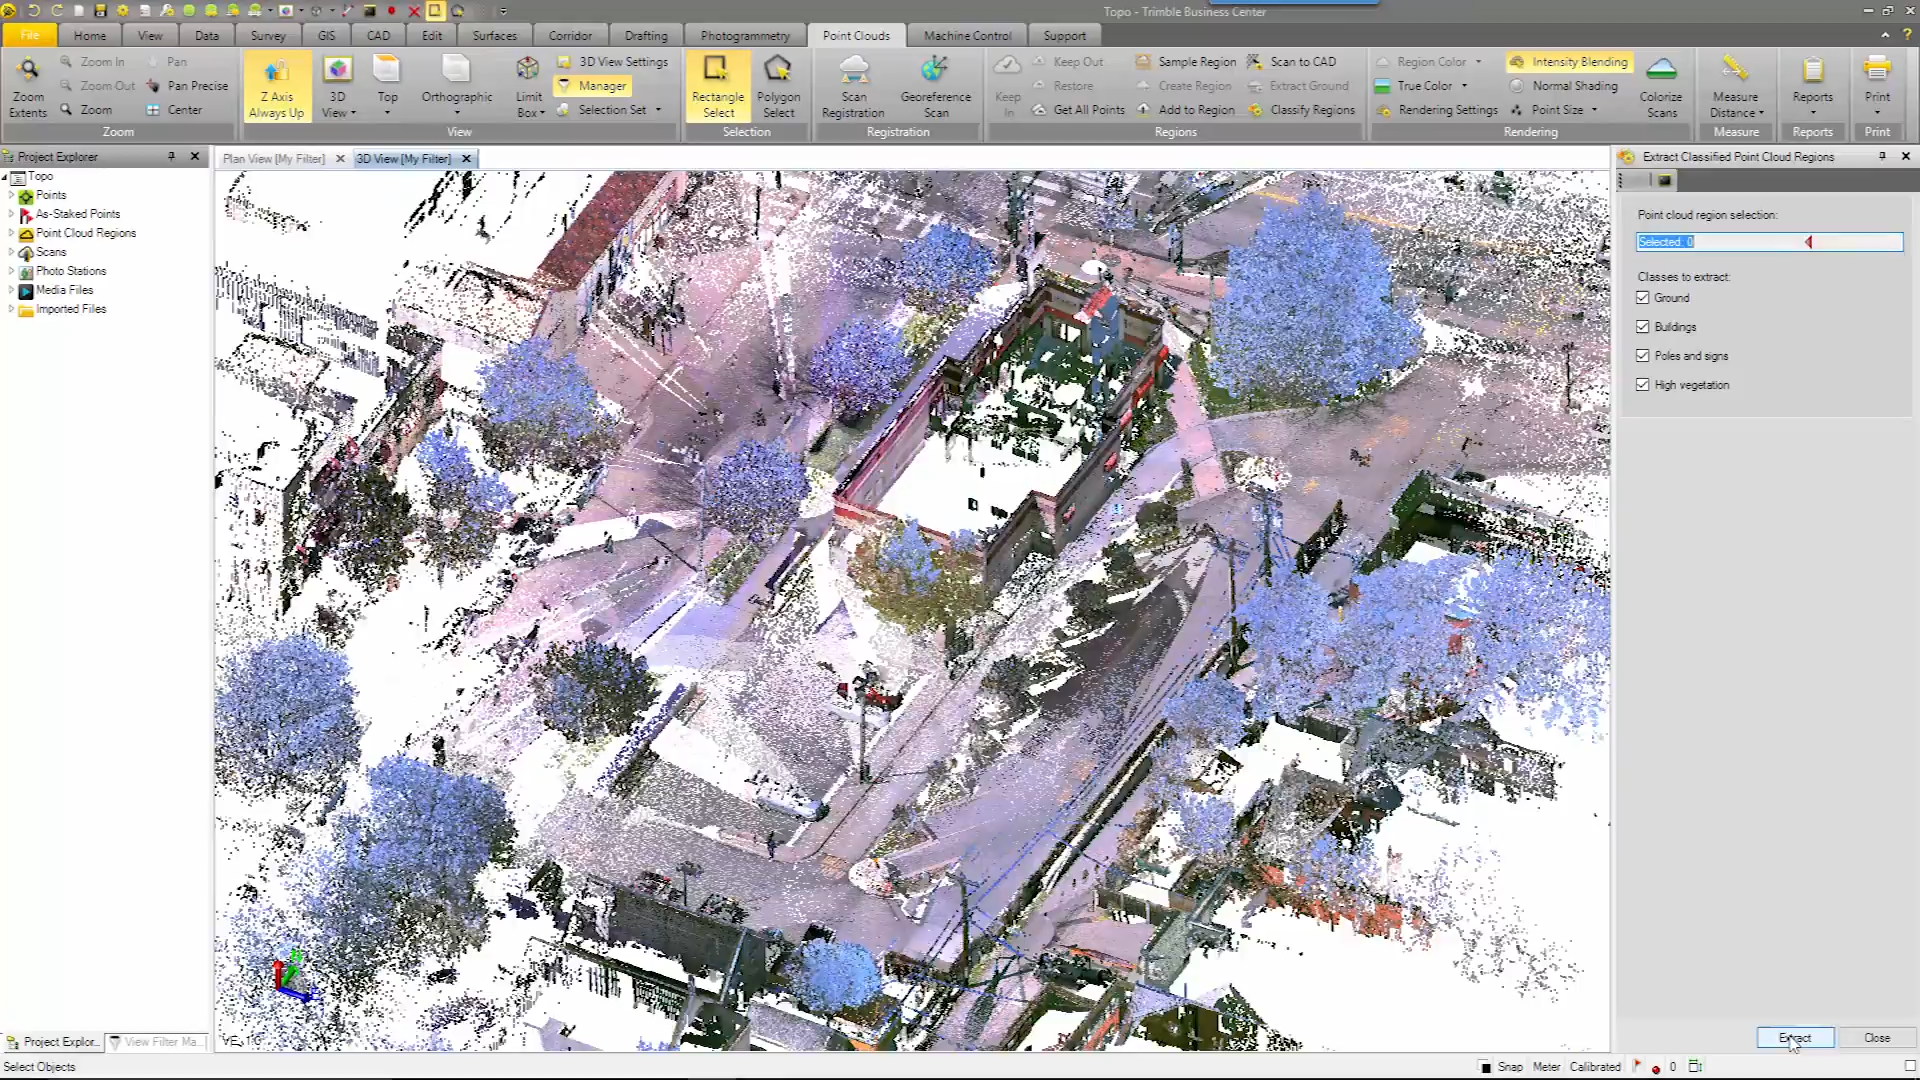 Topo - Trimble Business Center
File Home View Data Survey GIS CAD Edit Surfaces Corridor Drafting Photogrammetry Point Clouds Machine Control Support
Zoom In Pan 3D View Settings Keep Out Sample Region Scan to CAD Region Color Intensity Blending
Zoom Out Pan Precise Manager Restore Create Region Extract Ground True Color Normal Shading
Zoom Extents Zoom Center Z Axis Always Up 3D View Top Orthographic Limit Box Selection Set Rectangle Select Polygon Select Scan Registration Georeference Scan Keep In Get All Points Add to Region Classify Regions Rendering Settings Point Size Colorize Scans Measure Distance Reports Print
Zoom View Selection Registration Regions Rendering Measure Reports Print
Project Explorer
Topo
Points
As-Staked Points
Point Cloud Regions
Scans
Photo Stations
Media Files
Imported Files
Plan View [My Filter] 3D View [My Filter]
Extract Classified Point Cloud Regions
Point cloud region selection:
Selected: 0
Classes to extract:
Ground
Buildings
Poles and signs
High vegetation
Extract Close
Project Explor... View Filter Ma...
Select Objects
Snap Meter Calibrated 0